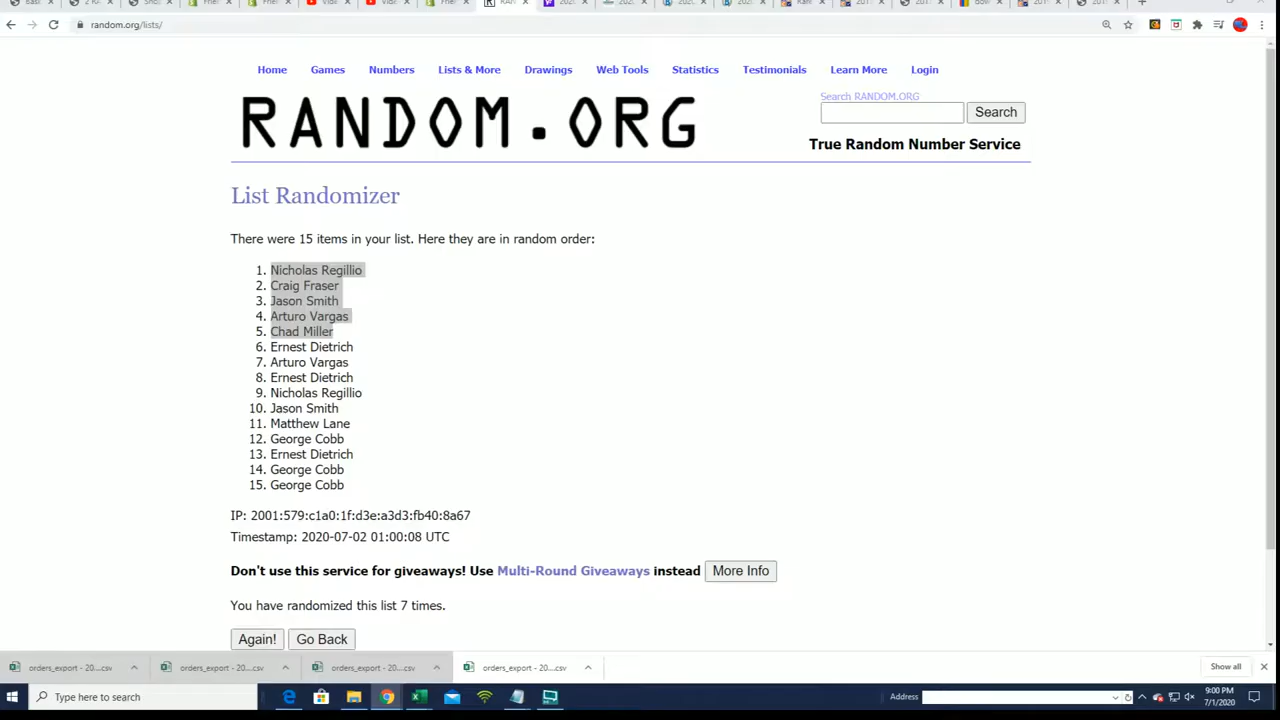 random.org/lists/
Home Games Numbers Lists & More Drawings Web Tools Statistics Testimonials Learn More Login
RANDOM.ORG
Search RANDOM.ORG
Search
True Random Number Service
List Randomizer
There were 15 items in your list. Here they are in random order:
1. Nicholas Regillio
2. Craig Fraser
3. Jason Smith
4. Arturo Vargas
5. Chad Miller
6. Ernest Dietrich
7. Arturo Vargas
8. Ernest Dietrich
9. Nicholas Regillio
10. Jason Smith
11. Matthew Lane
12. George Cobb
13. Ernest Dietrich
14. George Cobb
15. George Cobb
IP: 2001:579:c1a0:1f:d3e:a3d3:fb40:8a67
Timestamp: 2020-07-02 01:00:08 UTC
Don't use this service for giveaways! Use Multi-Round Giveaways instead More Info
You have randomized this list 7 times.
Again! Go Back
orders_export - 20....csv orders_export - 20....csv orders_export - 20....csv orders_export - 20....csv Show all
Type here to search Address 9:00 PM
7/1/2020